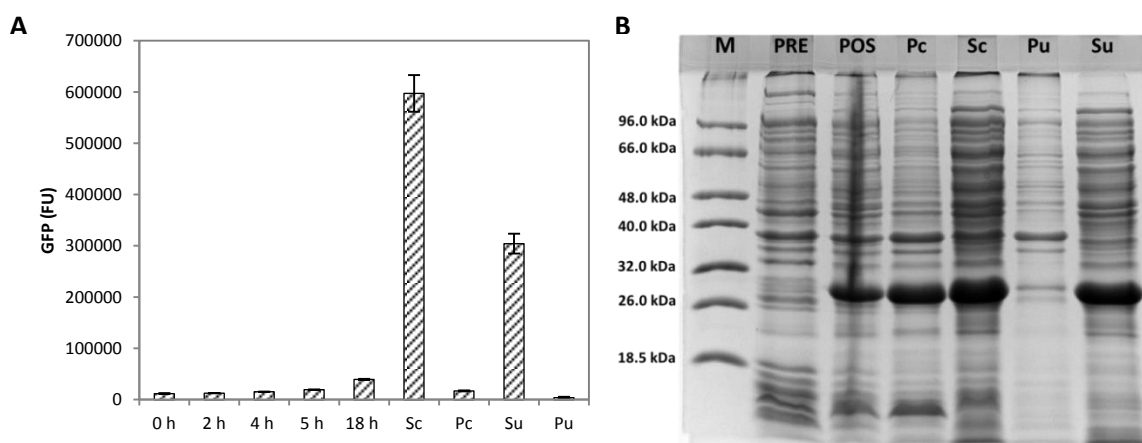 A
GFP (FU)
700000
600000
500000
400000
300000
200000
100000
0
0 h 2 h 4 h 5 h 18 h Sc Pc Su Pu
B
M PRE POS Pc Sc Pu Su
96.0 kDa
66.0 kDa
48.0 kDa
40.0 kDa
32.0 kDa
26.0 kDa
18.5 kDa